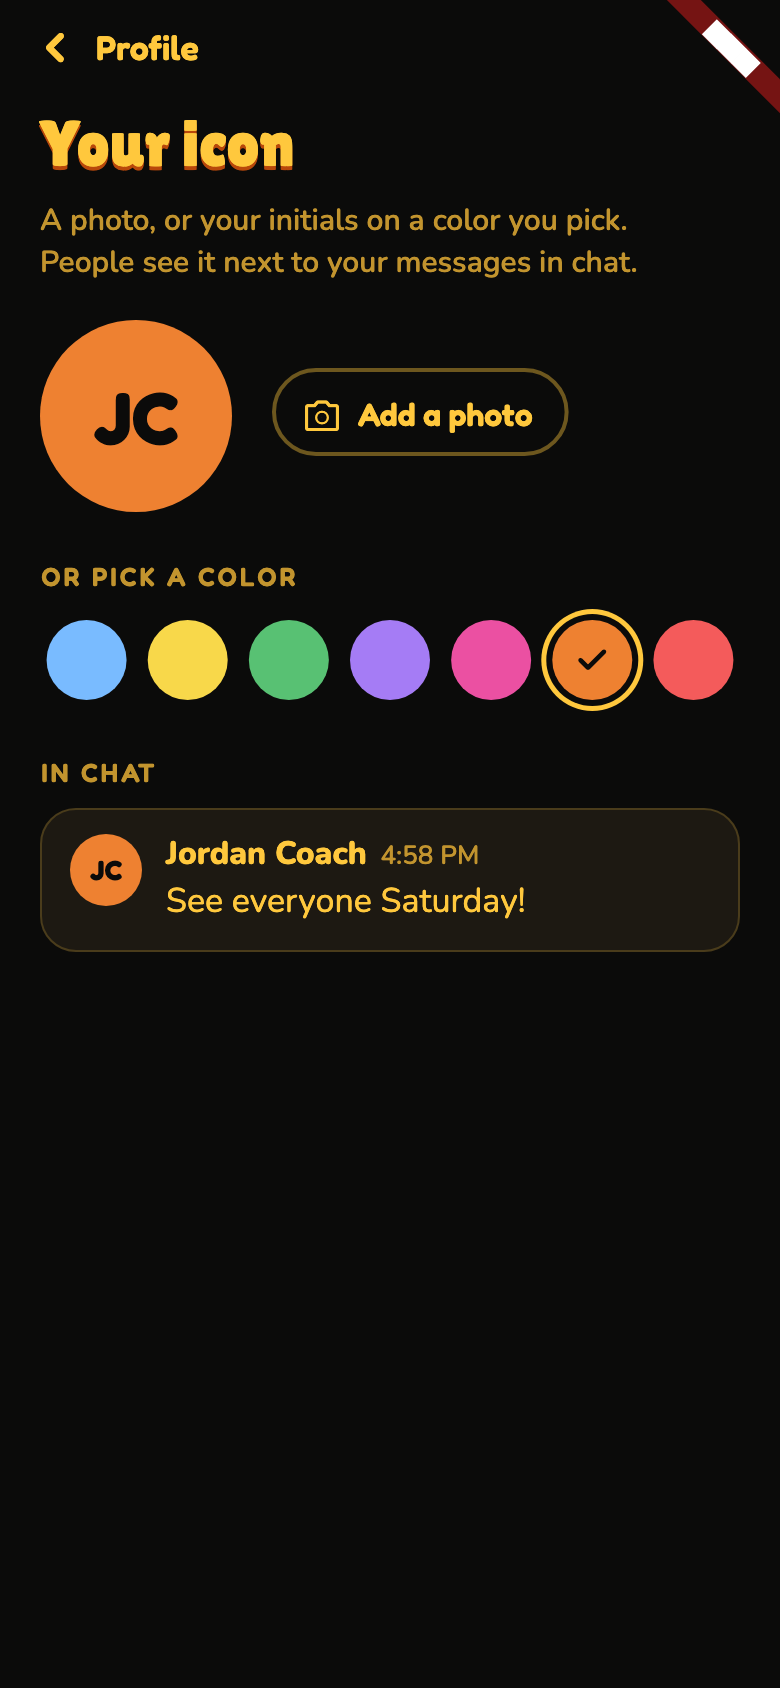 Profile
Your icon
A photo, or your initials on a color you pick.
People see it next to your messages in chat.
JC
Add a photo
OR PICK A COLOR
IN CHAT
JC
Jordan Coach 4:58 PM
See everyone Saturday!